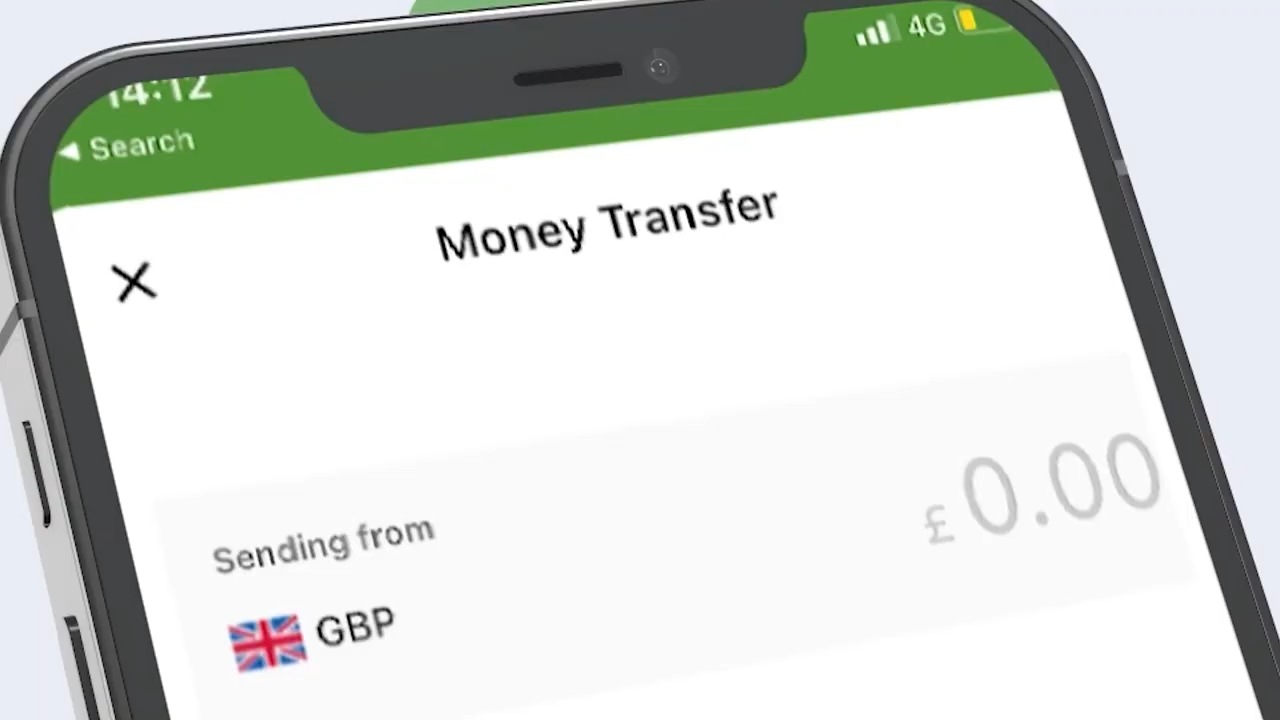 14:12
4G
◀ Search
Money Transfer
£ 0.00
Sending from
GBP